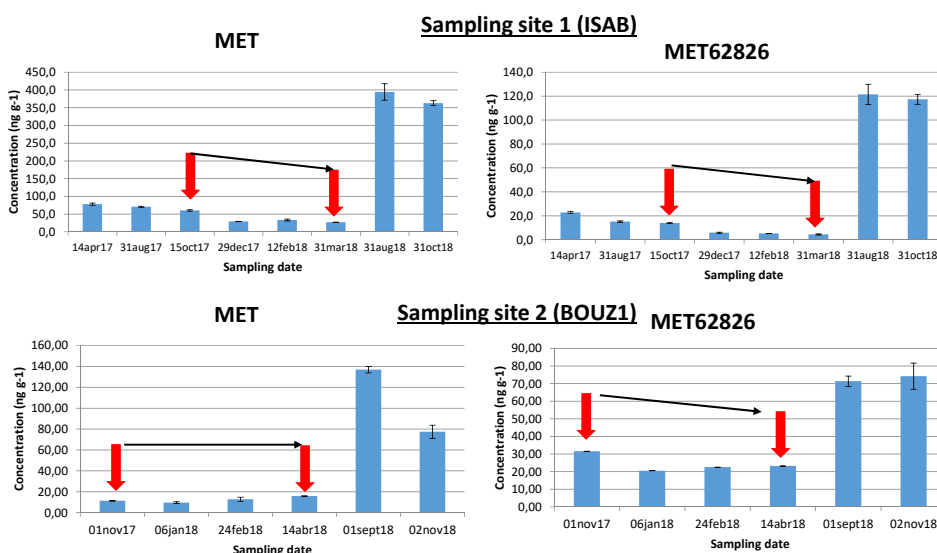 Sampling site 1 (ISAB)
MET
Concentration (ng g-1)
450,0
400,0
350,0
300,0
250,0
200,0
150,0
100,0
50,0
0,0
14apr17 31aug17 15oct17 29dec17 12feb18 31mar18 31aug18 31oct18
Sampling date
MET62826
Concentration (ng g-1)
140,0
120,0
100,0
80,0
60,0
40,0
20,0
0,0
14apr17 31aug17 15oct17 29dec17 12feb18 31mar18 31aug18 31oct18
Sampling date
Sampling site 2 (BOUZ1)
MET
Concentration (ng g-1)
160,00
140,00
120,00
100,00
80,00
60,00
40,00
20,00
0,00
01nov17 06jan18 24feb18 14abr18 01sept18 02nov18
Sampling date
MET62826
Concentration (ng g-1)
90,00
80,00
70,00
60,00
50,00
40,00
30,00
20,00
10,00
0,00
01nov17 06jan18 24feb18 14abr18 01sept18 02nov18
Sampling date